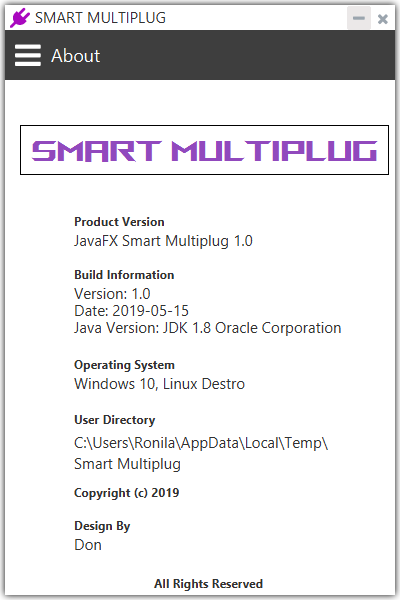 SMART MULTIPLUG
About
SMART MULTIPLUG
Product Version
JavaFX Smart Multiplug 1.0
Build Information
Version: 1.0
Date: 2019-05-15
Java Version: JDK 1.8 Oracle Corporation
Operating System
Windows 10, Linux Destro
User Directory
C:\Users\Ronila\AppData\Local\Temp\
Smart Multiplug
Copyright (c) 2019
Design By
Don
All Rights Reserved